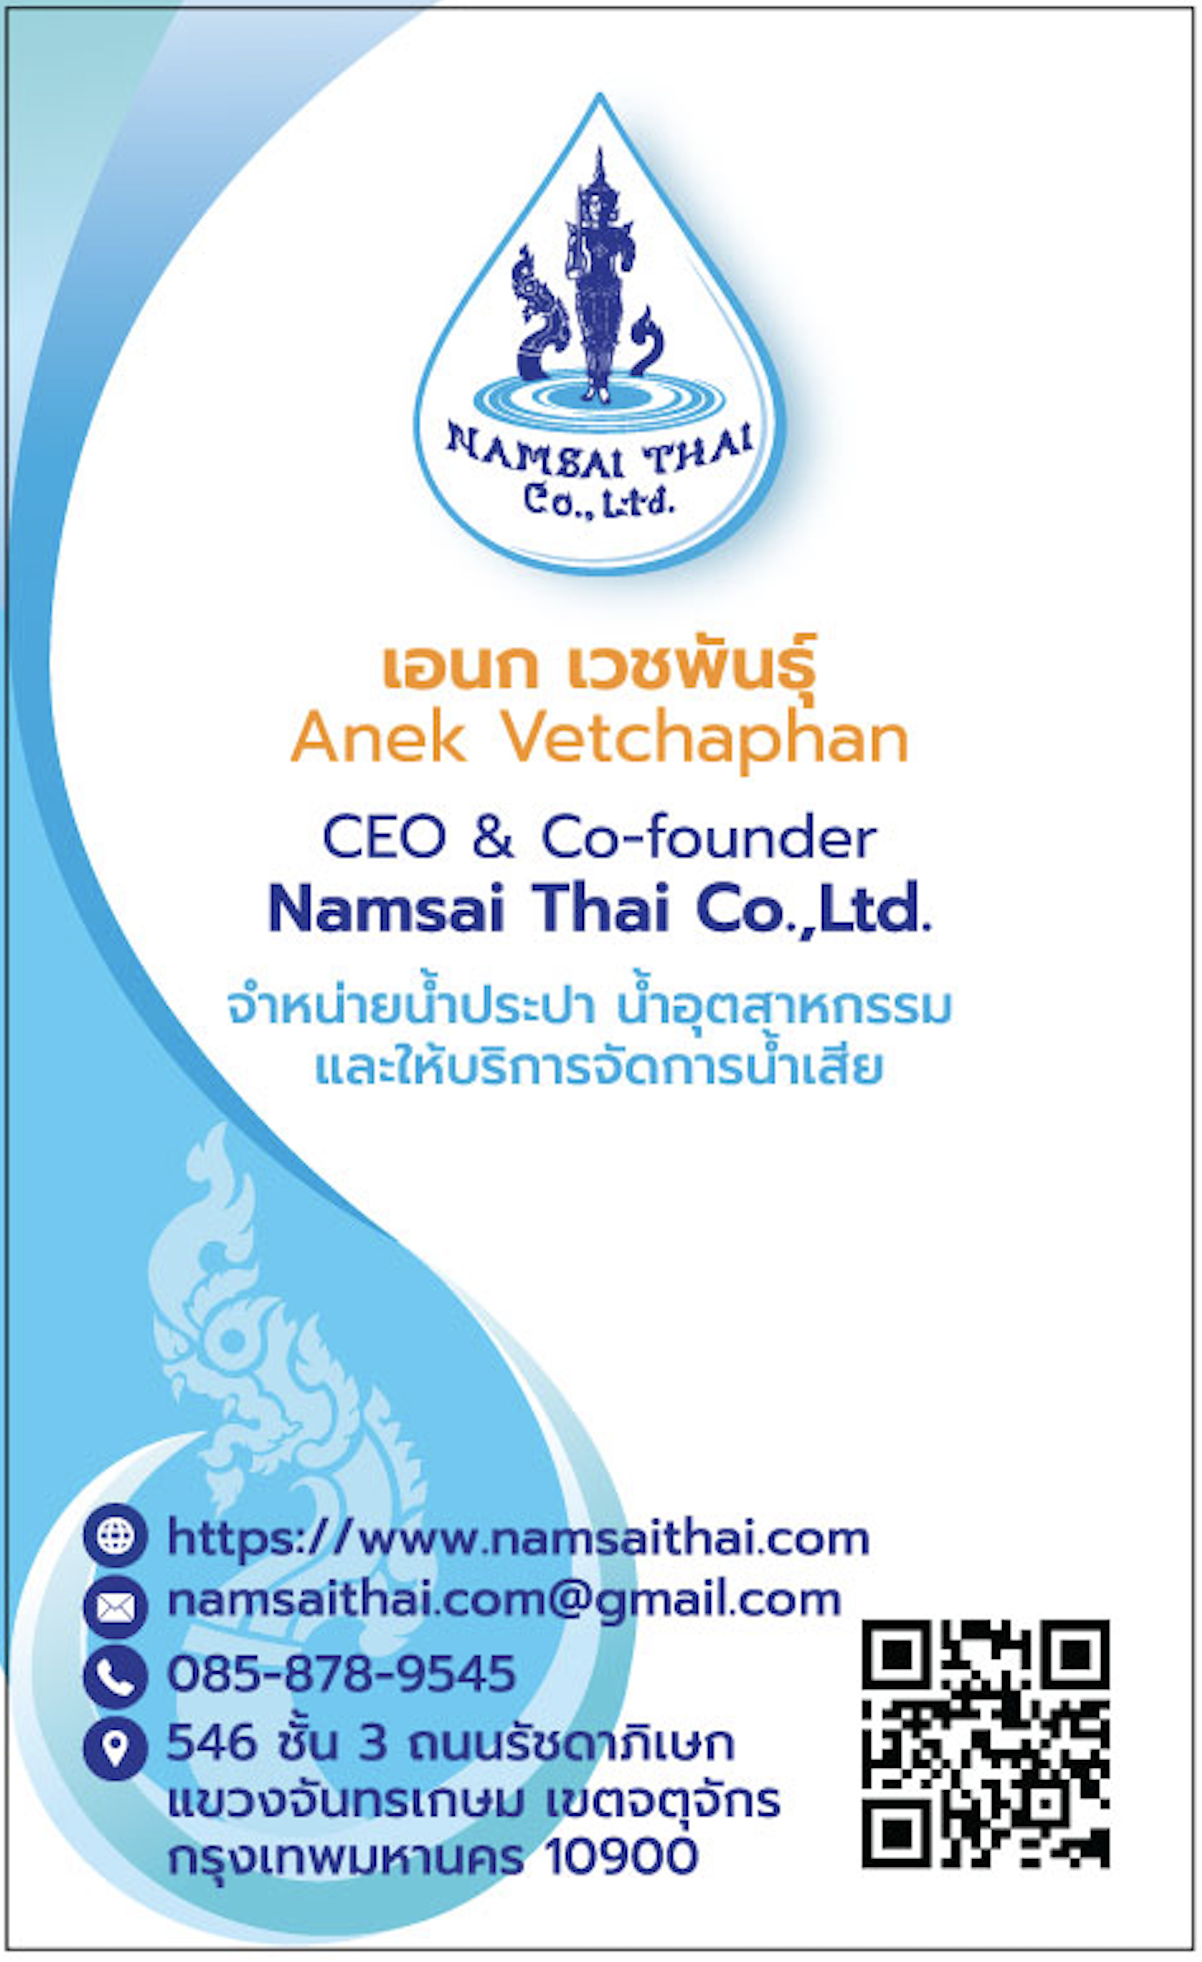 NAMSAI THAI
Co., Ltd.
เอนก เวชพันธุ์
Anek Vetchaphan
CEO & Co-founder
Namsai Thai Co.,Ltd.
จำหน่ายน้ำประปา น้ำอุตสาหกรรม
และให้บริการจัดการน้ำเสีย
https://www.namsaithai.com
namsaithai.com@gmail.com
085-878-9545
546 ชั้น 3 ถนนรัชดาภิเษก
แขวงจันทรเกษม เขตจตุจักร
กรุงเทพมหานคร 10900